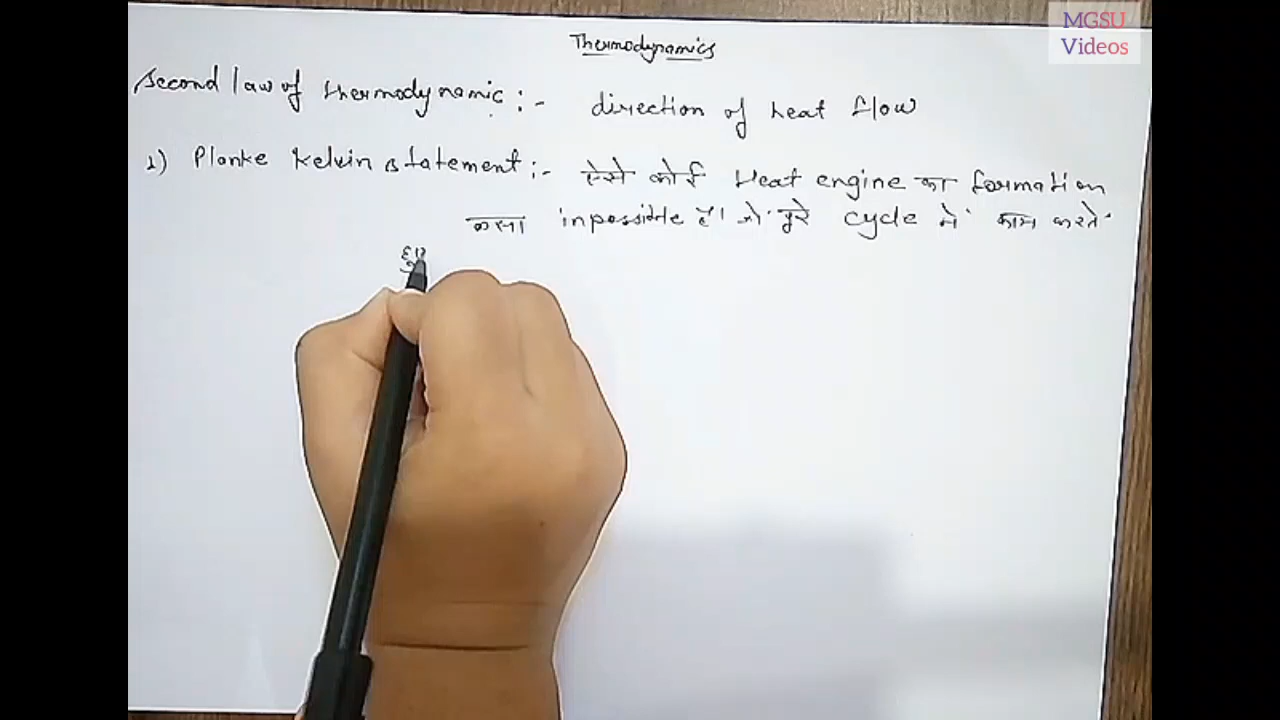 MGSU
Videos
Thermodynamics
Second law of thermodynamic :- direction of heat flow
1) Planke Kelvin statement :- ऐसे कोई Heat engine का formation
करना inpossible है। जो पूरे cycle में काम करते
हुए